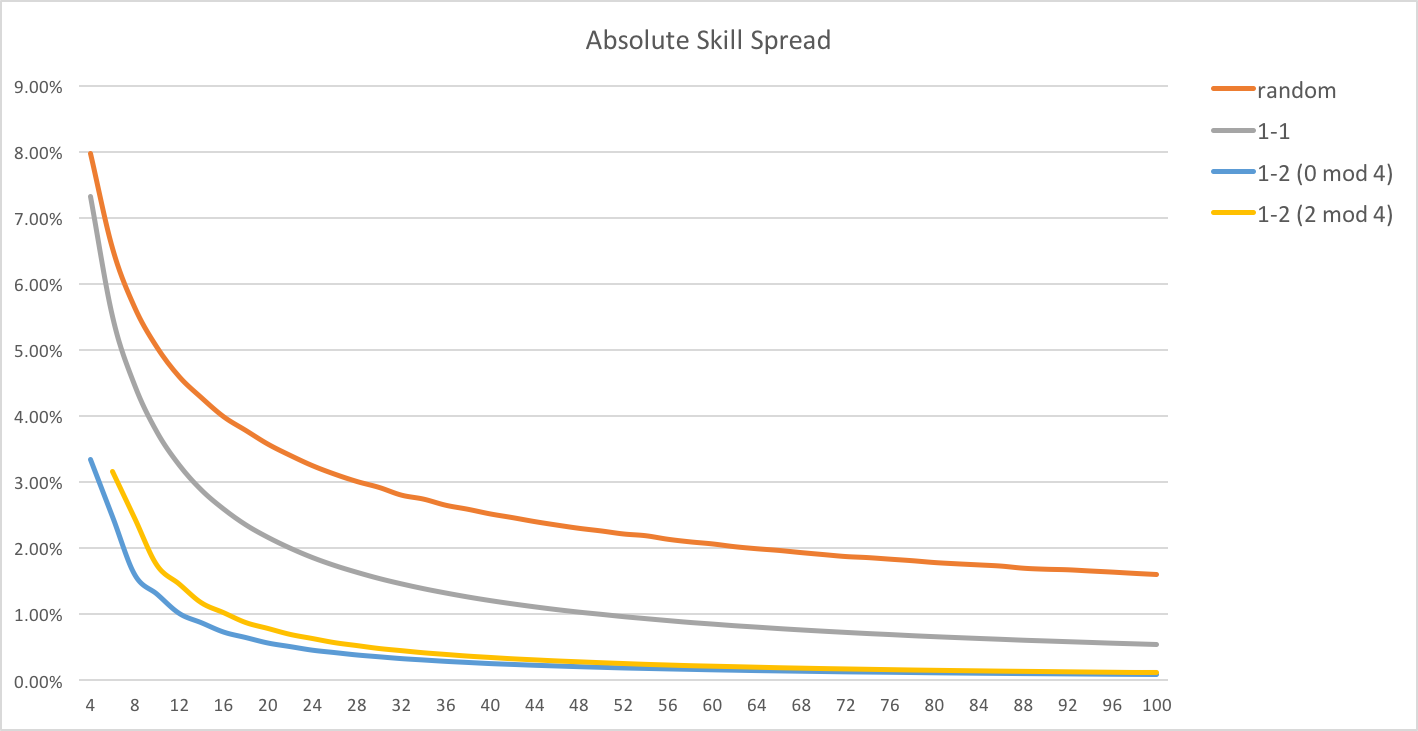 Absolute Skill Spread
9.00%
8.00%
7.00%
6.00%
5.00%
4.00%
3.00%
2.00%
1.00%
0.00%
4 8 12 16 20 24 28 32 36 40 44 48 52 56 60 64 68 72 76 80 84 88 92 96 100
random
1-1
1-2 (0 mod 4)
1-2 (2 mod 4)